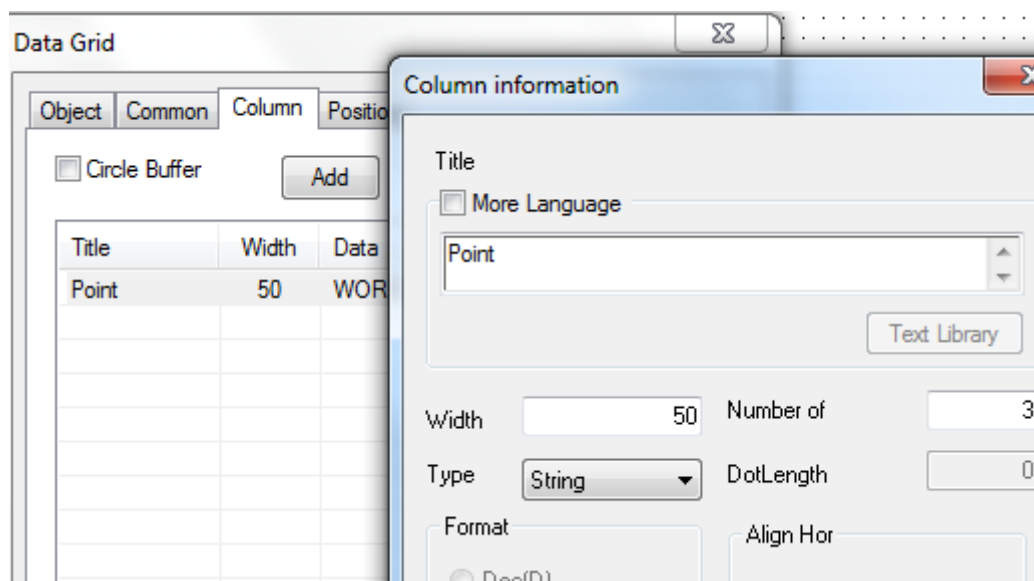 Data Grid
Object Common Column Positio
Circle Buffer Add
Title Width Data
Point 50 WOR
Column information
Title
More Language
Point
Text Library
Width 50 Number of 3
Type String DotLength 0
Format Align Hor
Dec(D)